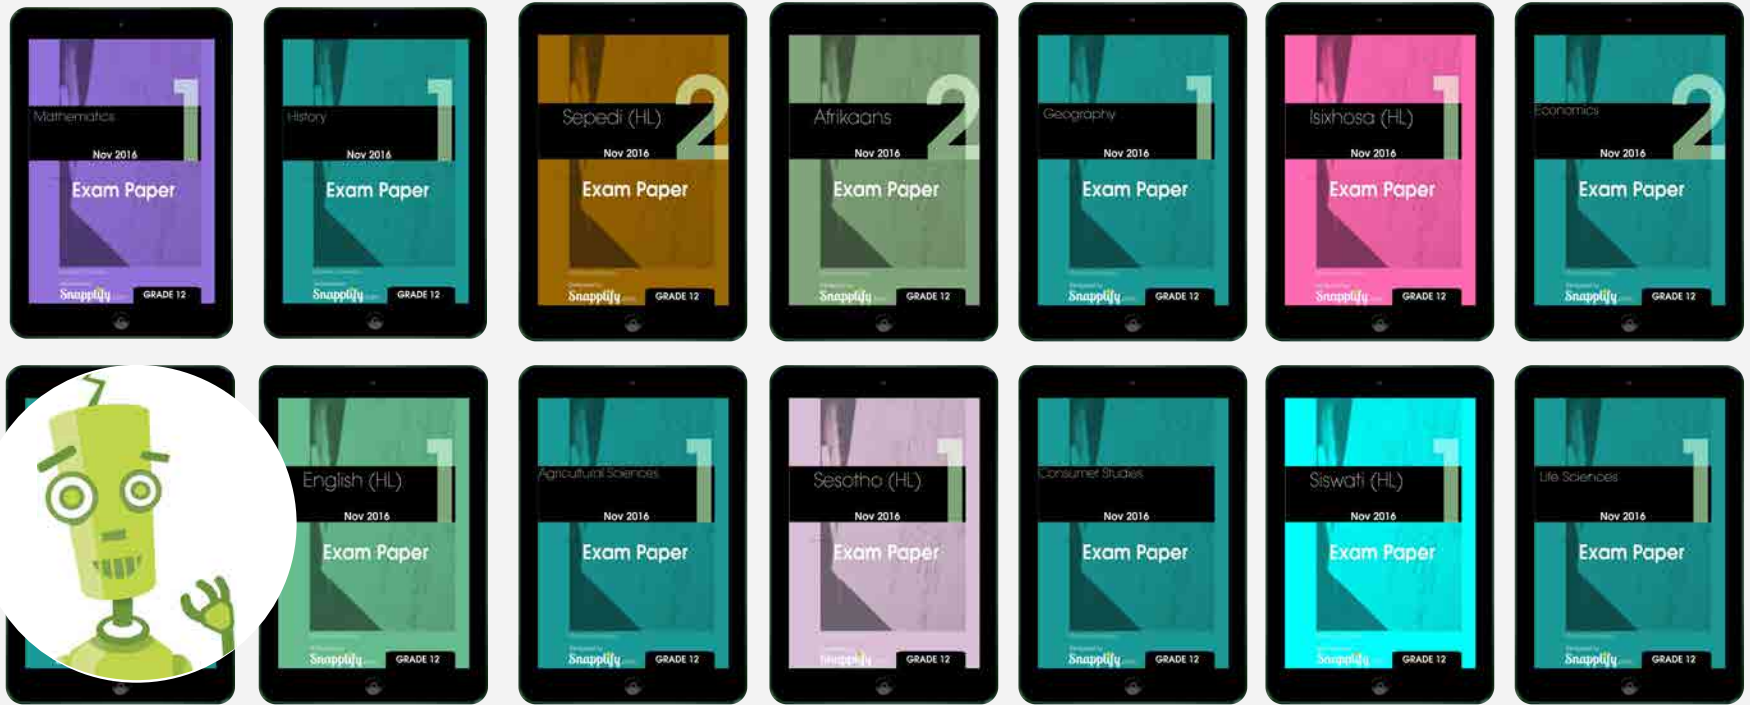 Mathematics
1
Nov 2016
Exam Paper
Snapplify
GRADE 12
History
1
Nov 2016
Exam Paper
Snapplify
GRADE 12
Sepedi (HL)
2
Nov 2016
Exam Paper
Snapplify
GRADE 12
Afrikaans
2
Nov 2016
Exam Paper
Snapplify
GRADE 12
Geography
1
Nov 2016
Exam Paper
Snapplify
GRADE 12
Isixhosa (HL)
1
Nov 2016
Exam Paper
Snapplify
GRADE 12
Economics
2
Nov 2016
Exam Paper
Snapplify
GRADE 12
English (HL)
1
Nov 2016
Exam Paper
Snapplify
GRADE 12
Agricultural Sciences
1
Nov 2016
Exam Paper
Snapplify
GRADE 12
Sesotho (HL)
1
Nov 2016
Exam Paper
Snapplify
GRADE 12
Consumer Studies
Nov 2016
Exam Paper
Snapplify
GRADE 12
Siswati (HL)
1
Nov 2016
Exam Paper
Snapplify
GRADE 12
Life Sciences
1
Nov 2016
Exam Paper
Snapplify
GRADE 12